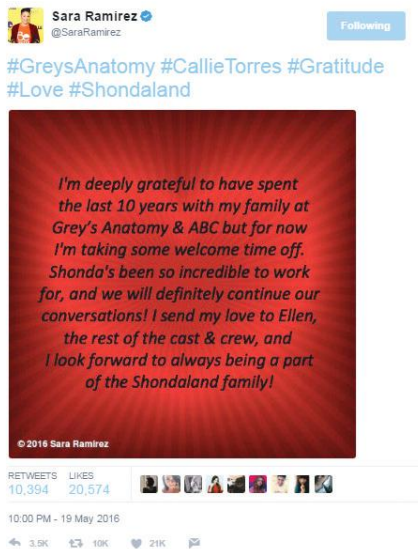 Sara Ramirez
@SaraRamirez
Following
#GreysAnatomy #CallieTorres #Gratitude
#Love #Shondaland
I'm deeply grateful to have spent
the last 10 years with my family at
Grey's Anatomy & ABC but for now
I'm taking some welcome time off.
Shonda's been so incredible to work
for, and we will definitely continue our
conversations! I send my love to Ellen,
the rest of the cast & crew, and
I look forward to always being a part
of the Shondaland family!
© 2016 Sara Ramirez
RETWEETS LIKES
10,394 20,574
10:00 PM - 19 May 2016
3.5K 10K 21K